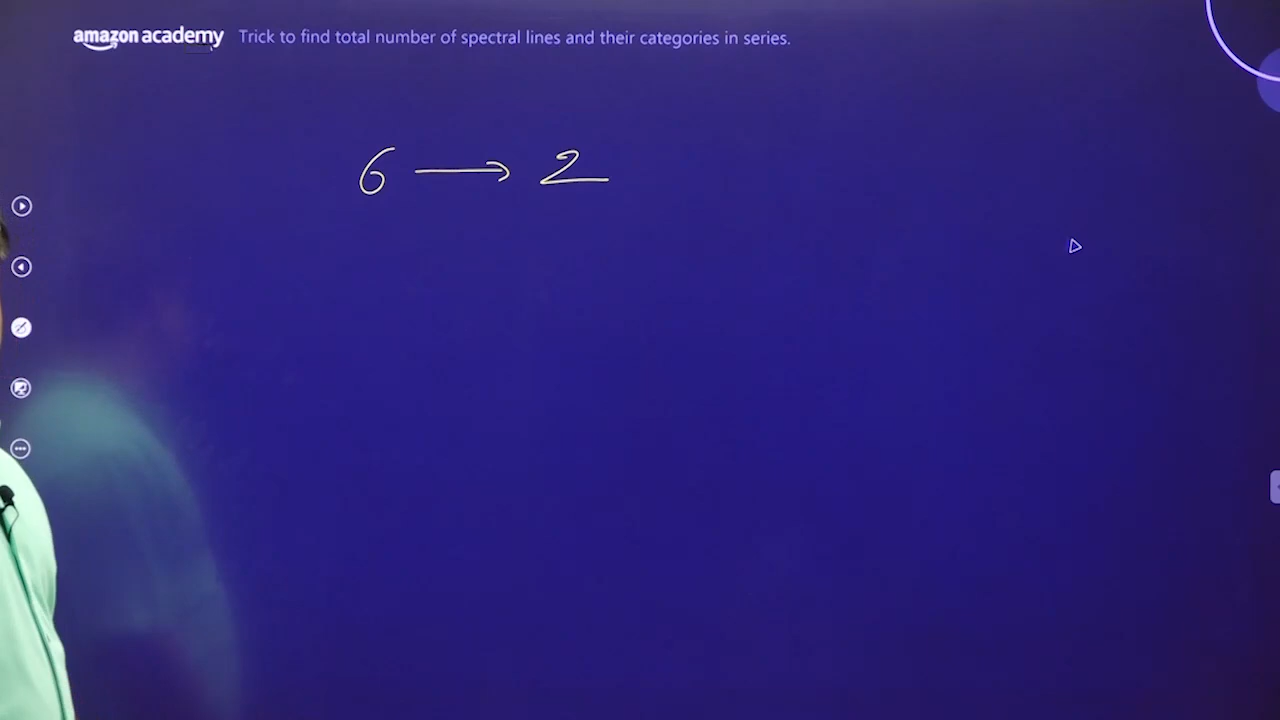 amazon academy Trick to find total number of spectral lines and their categories in series.
6 → 2